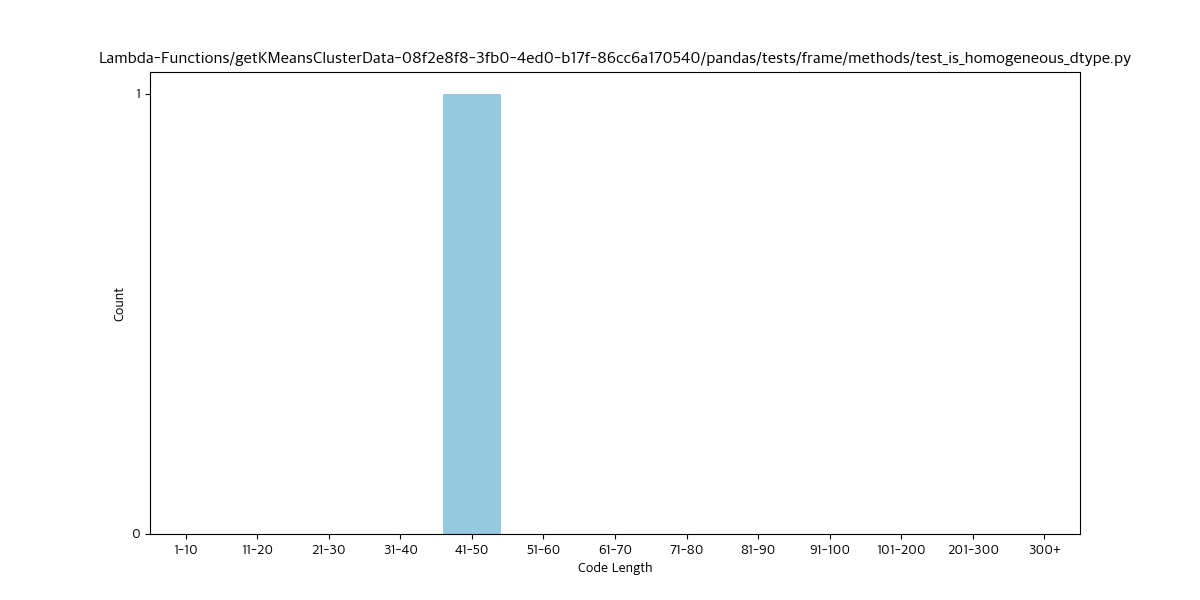 Lambda-Functions/getKMeansClusterData-08f2e8f8-3fb0-4ed0-b17f-86cc6a170540/pandas/tests/frame/methods/test_is_homogeneous_dtype.py
1
Count
0
1-10 11-20 21-30 31-40 41-50 51-60 61-70 71-80 81-90 91-100 101-200 201-300 300+
Code Length